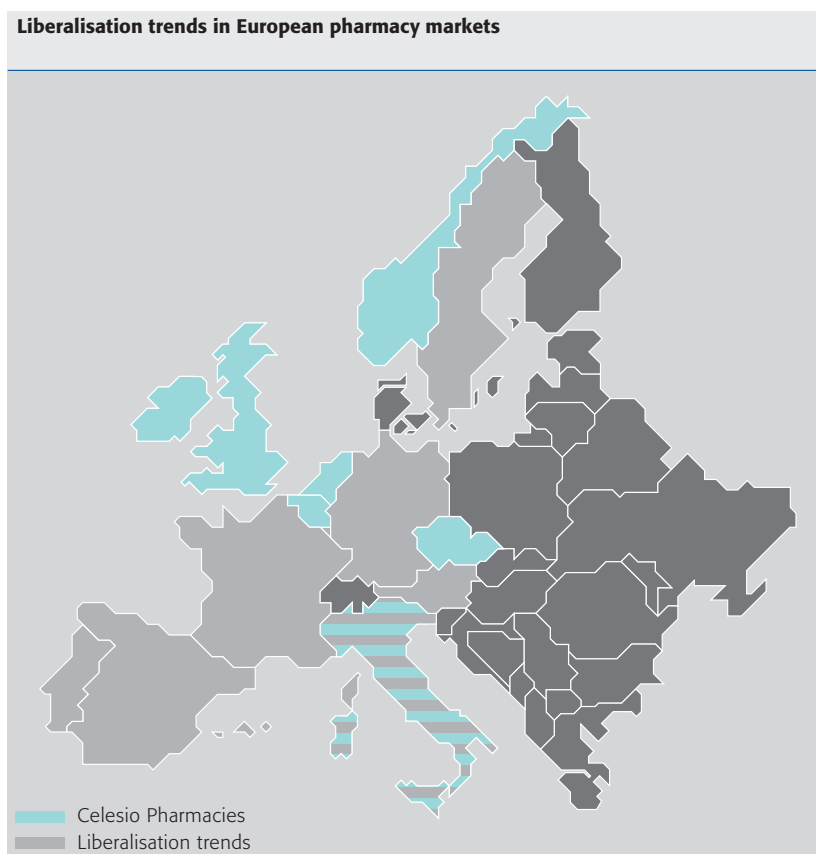 Liberalisation trends in European pharmacy markets
Celesio Pharmacies
Liberalisation trends